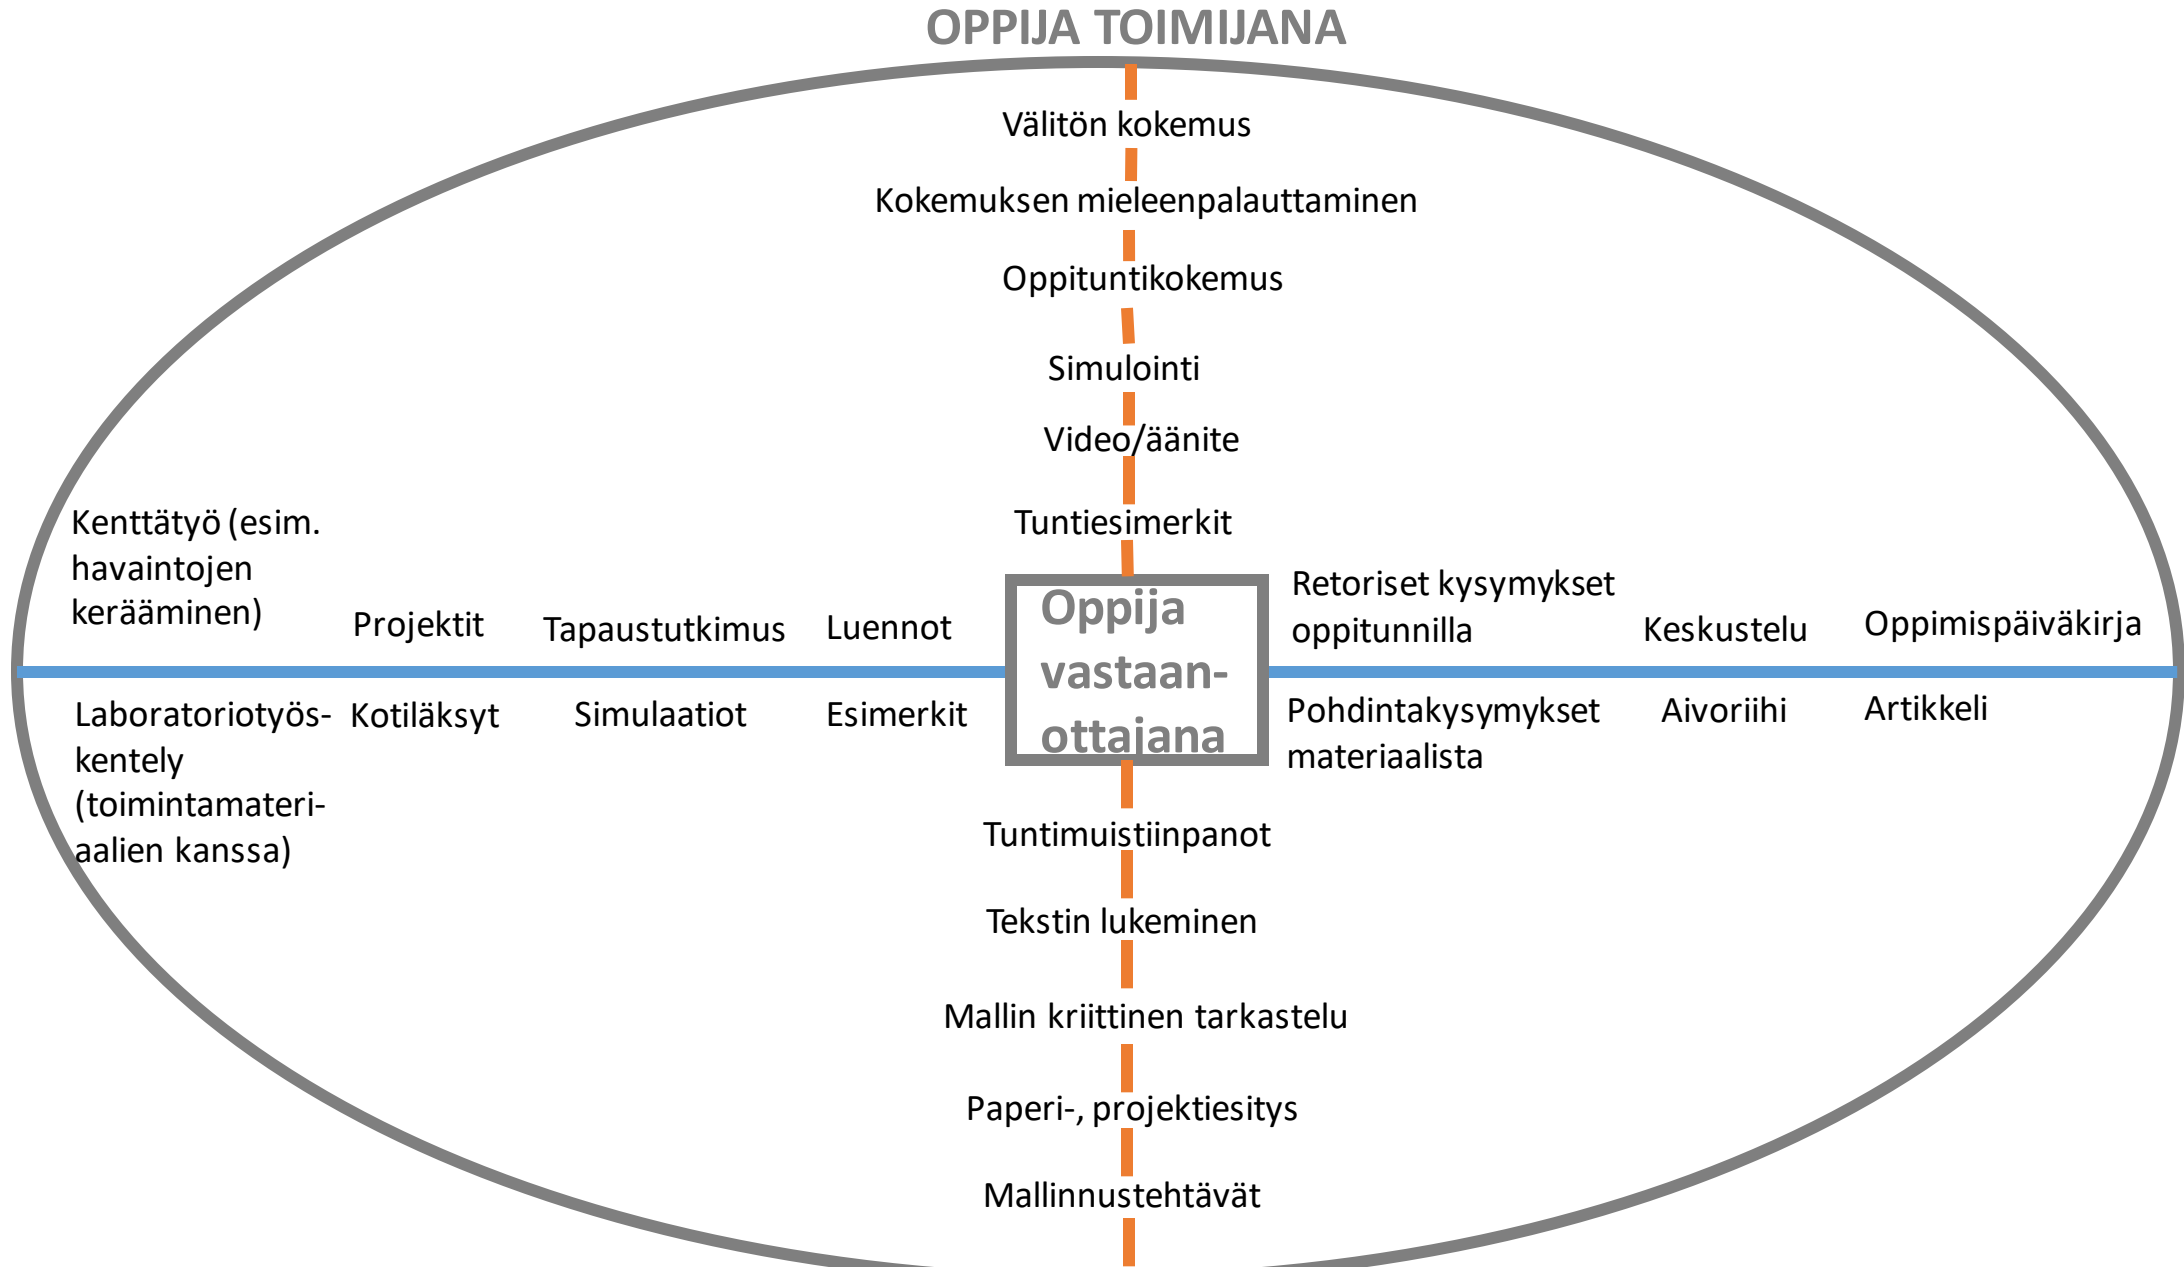 OPPIJA TOIMIJANA
Välitön kokemus
Kokemuksen mieleenpalauttaminen
Oppituntikokemus
Simulointi
Video/äänite
Tuntiesimerkit
Kenttätyö (esim.
havaintojen
kerääminen)
Projektit
Tapaustutkimus
Luennot
Oppija
vastaan-
ottajana
Retoriset kysymykset
oppitunnilla
Keskustelu
Oppimispäiväkirja
Laboratoriotyös-
kentely
(toimintamateri-
aalien kanssa)
Kotiläksyt
Simulaatiot
Esimerkit
Pohdintakysymykset
materiaalista
Aivoriihi
Artikkeli
Tuntimuistiinpanot
Tekstin lukeminen
Mallin kriittinen tarkastelu
Paperi-, projektiesitys
Mallinnustehtävät